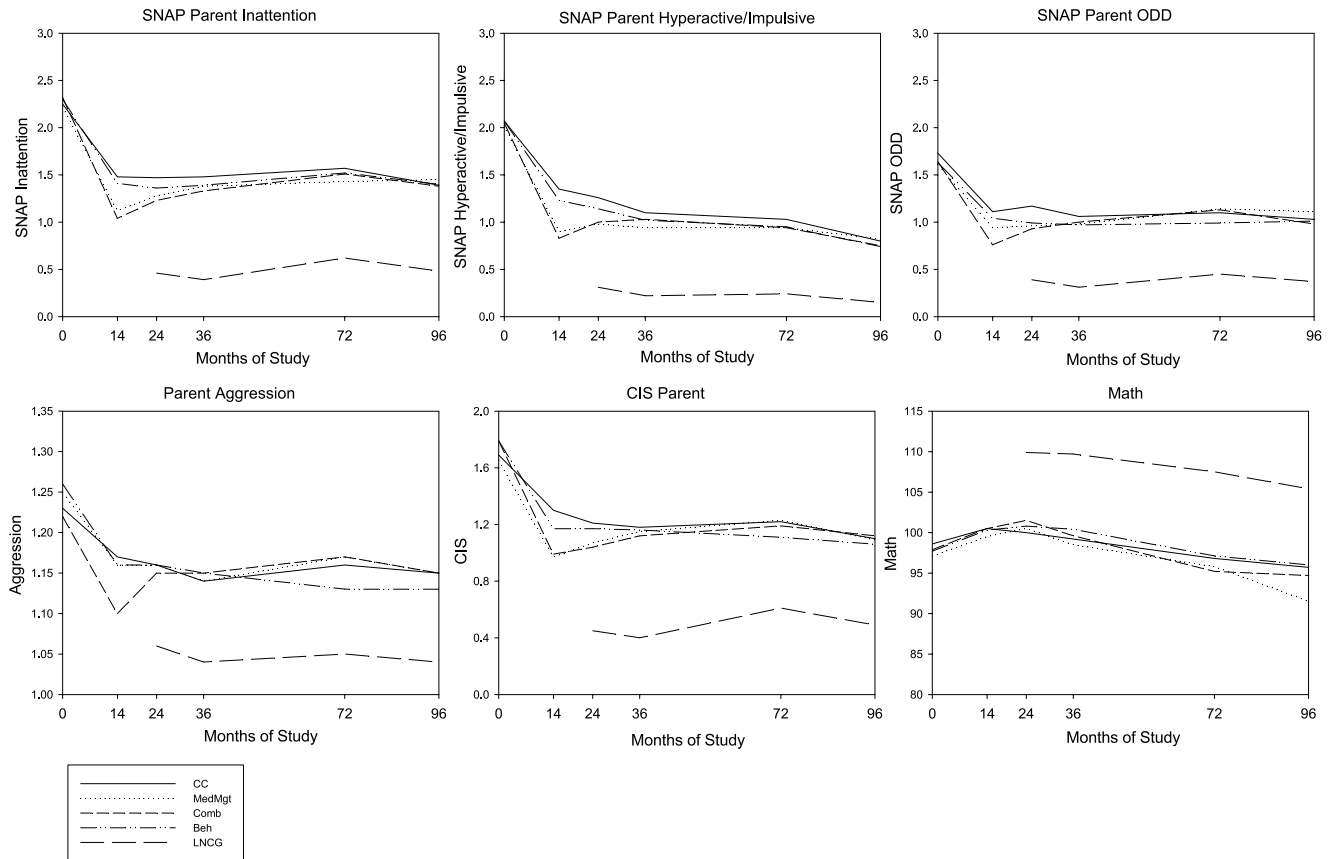 SNAP Parent Inattention
3.0
2.5
2.0
1.5
1.0
0.5
0.0
SNAP Inattention
0 14 24 36 72 96
Months of Study
SNAP Parent Hyperactive/Impulsive
3.0
2.5
2.0
1.5
1.0
0.5
0.0
SNAP Hyperactive/Impulsive
0 14 24 36 72 96
Months of Study
SNAP Parent ODD
3.0
2.5
2.0
1.5
1.0
0.5
0.0
SNAP ODD
0 14 24 36 72 96
Months of Study
Parent Aggression
1.35
1.30
1.25
1.20
1.15
1.10
1.05
1.00
Aggression
0 14 24 36 72 96
Months of Study
CIS Parent
2.0
1.6
1.2
0.8
0.4
0.0
CIS
0 14 24 36 72 96
Months of Study
Math
115
110
105
100
95
90
85
80
Math
0 14 24 36 72 96
Months of Study
CC
MedMgt
Comb
Beh
LNCG